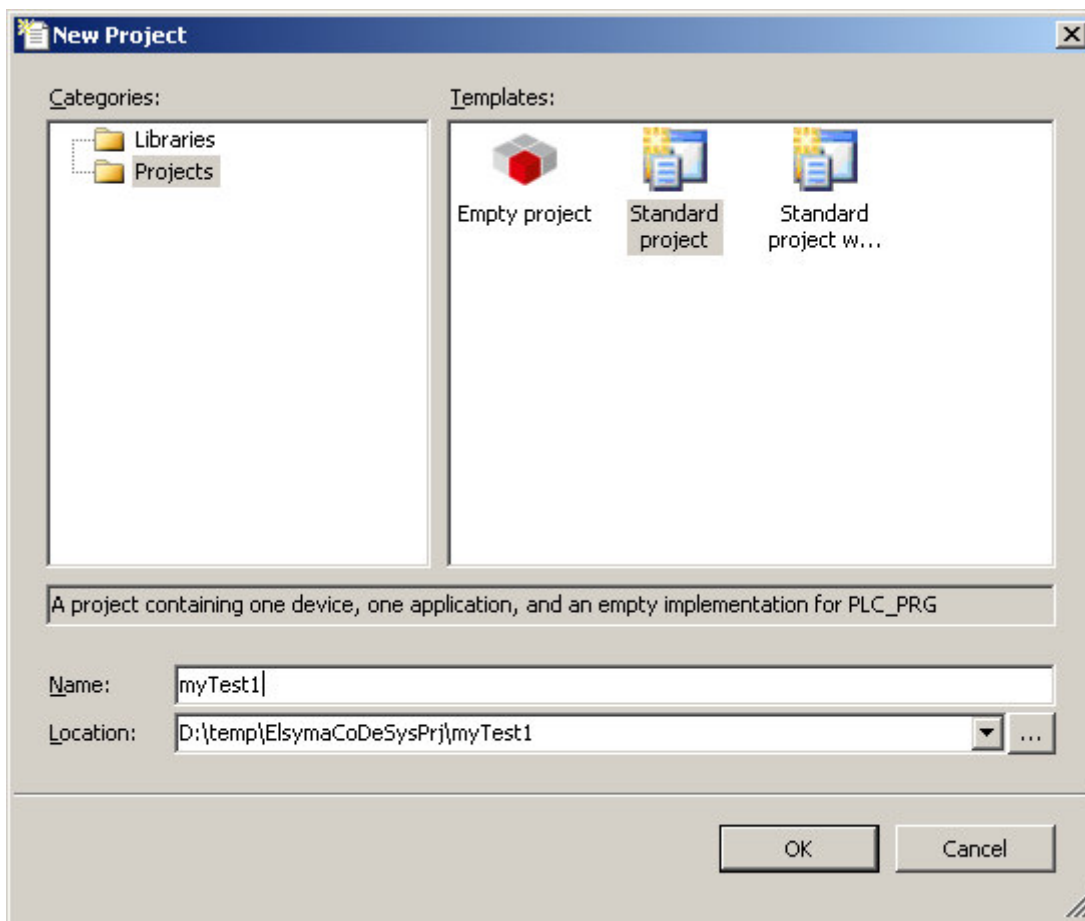 New Project
Categories:
Templates:
Libraries
Projects
Empty project
Standard
project
Standard
project w...
A project containing one device, one application, and an empty implementation for PLC_PRG
Name:
myTest1
Location:
D:\temp\ElsymaCoDeSysPrj\myTest1
...
OK
Cancel